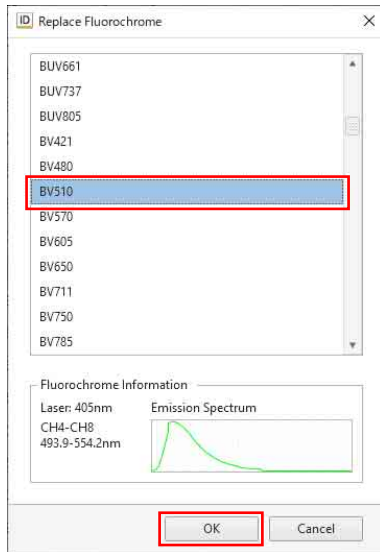 ID Replace Fluorochrome
BUV661
BUV737
BUV805
BV421
BV480
BV510
BV570
BV605
BV650
BV711
BV750
BV785
Fluorochrome Information
Laser: 405nm
CH4-CH8
493.9-554.2nm
Emission Spectrum
OK
Cancel